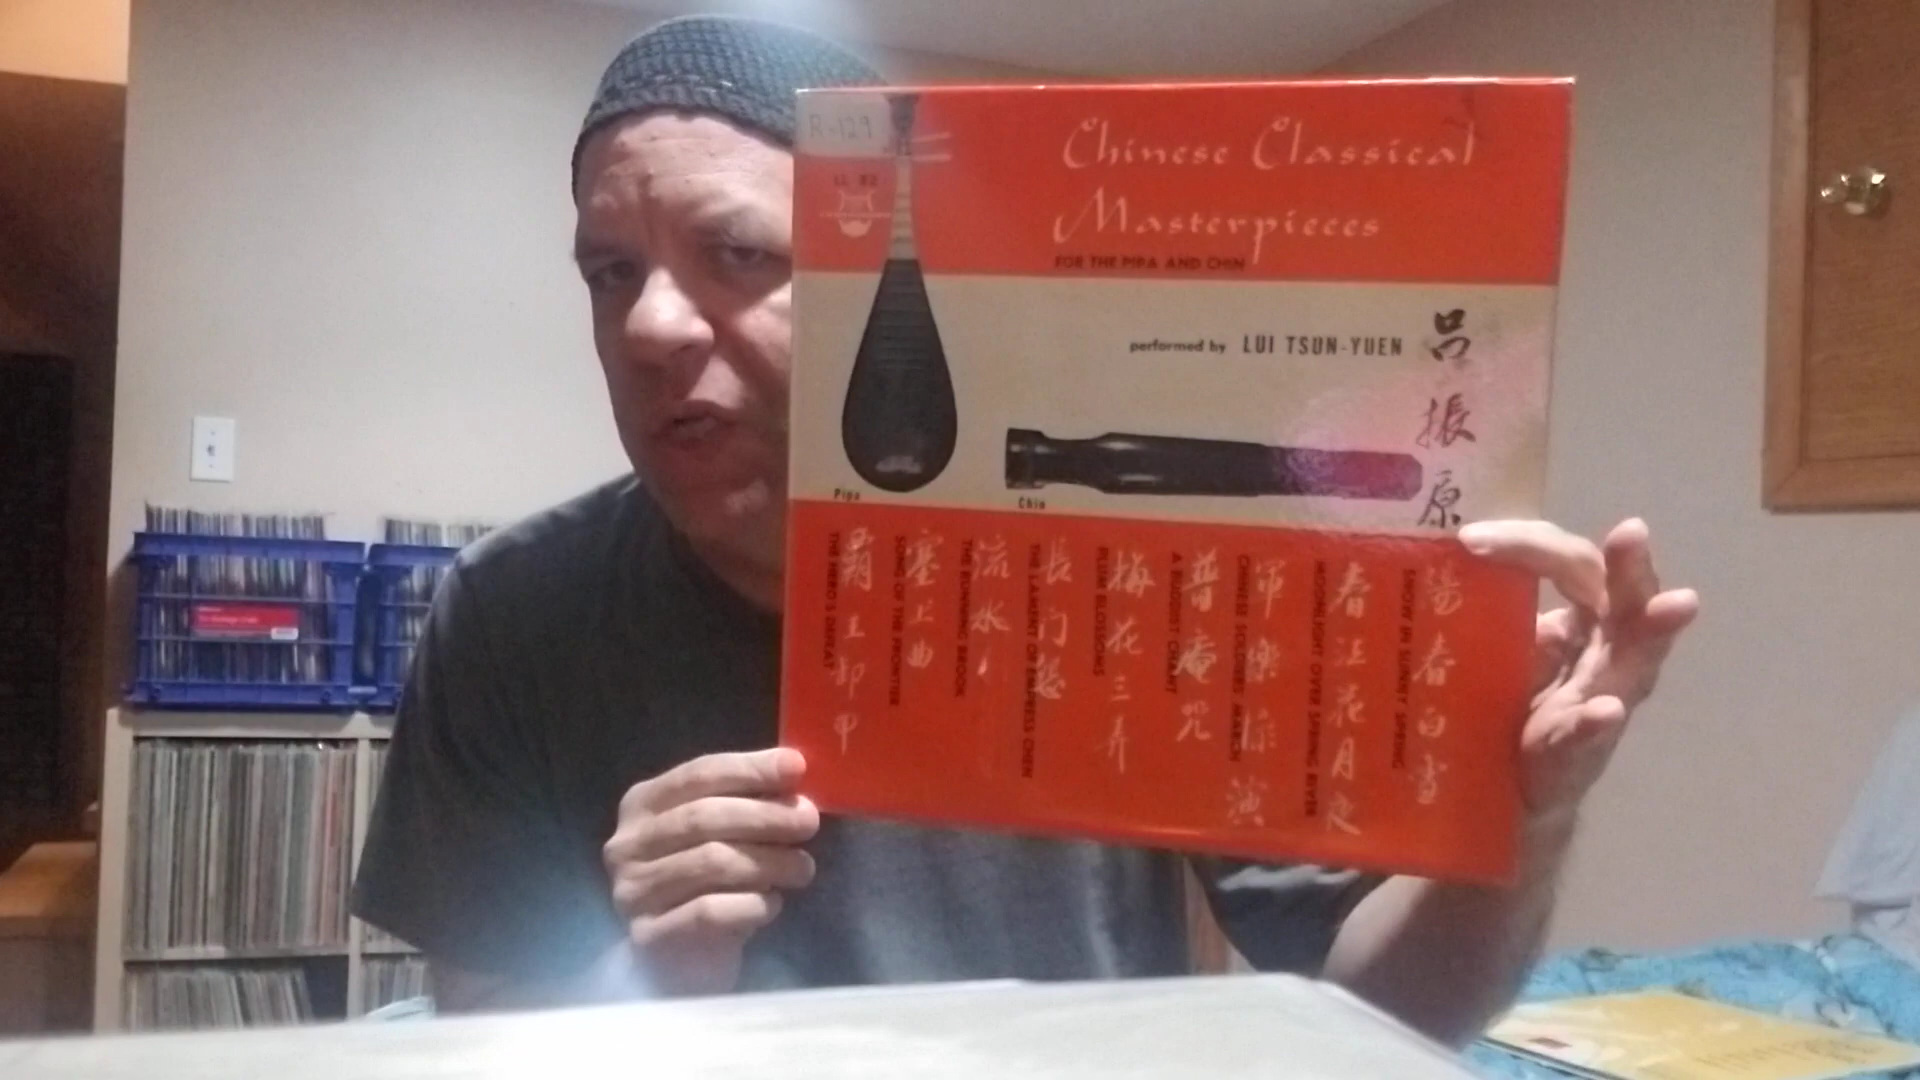 R-129
LL 82
Chinese Classical
Masterpieces
FOR THE PIPA AND CHIN
performed by LUI TSUN-YUEN
呂振原
Pipa
Chin
陽春白雪
SNOW IN SUNNY SPRING
春江花月夜
MOONLIGHT OVER SPRING RIVER
軍樂操演
CHINESE SOLDIERS' MARCH
普庵咒
A BUDDIST CHANT
梅花三弄
PLUM BLOSSOMS
長门怨
THE LAMENT OF EMPRESS CHEN
流水
THE RUNNING BROOK
塞上曲
SONG OF THE FRONTIER
霸王卸甲
THE HERO'S DEFEAT